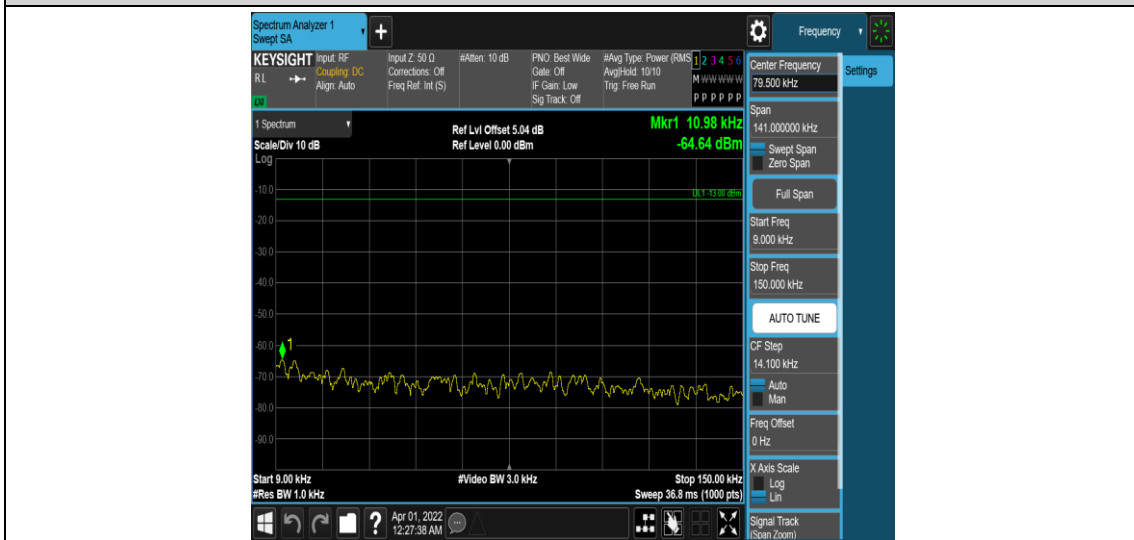 Spectrum Analyzer 1
Swept SA
+
Frequency
KEYSIGHT
RL
LXI
Input: RF
Coupling: DC
Align: Auto
Input Z: 50 Ω
Corrections: Off
Freq Ref: Int (S)
#Atten: 10 dB
PNO: Best Wide
Gate: Off
IF Gain: Low
Sig Track: Off
#Avg Type: Power (RMS
Avg|Hold: 10/10
Trig: Free Run
1 2 3 4 5 6
M W W W W W
P P P P P P
1 Spectrum
Scale/Div 10 dB
Log
Ref Lvl Offset 5.04 dB
Ref Level 0.00 dBm
Mkr1 10.98 kHz
-64.64 dBm
DL1 -13.00 dBm
-10.0
-20.0
-30.0
-40.0
-50.0
-60.0
-70.0
-80.0
-90.0
1
Start 9.00 kHz
#Res BW 1.0 kHz
#Video BW 3.0 kHz
Stop 150.00 kHz
Sweep 36.8 ms (1000 pts)
Center Frequency
79.500 kHz
Settings
Span
141.000000 kHz
Swept Span
Zero Span
Full Span
Start Freq
9.000 kHz
Stop Freq
150.000 kHz
AUTO TUNE
CF Step
14.100 kHz
Auto
Man
Freq Offset
0 Hz
X Axis Scale
Log
Lin
Signal Track
(Span Zoom)
?
Apr 01, 2022
12:27:38 AM